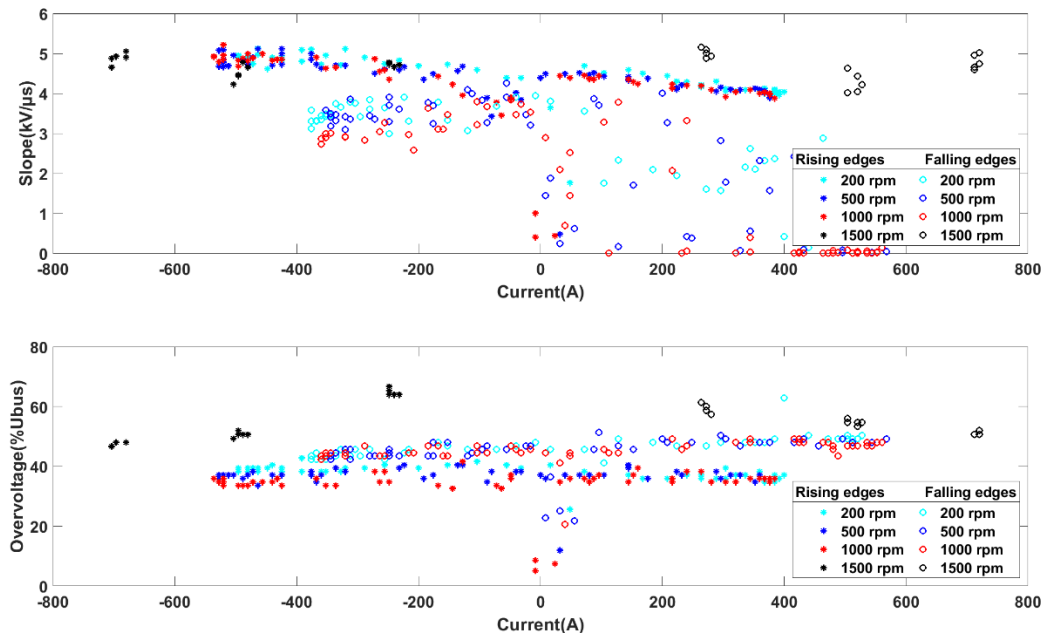 6
5
4
3
2
1
0
Slope(kV/μs)
-800 -600 -400 -200 0 200 400 600 800
Current(A)
Rising edges Falling edges
200 rpm 200 rpm
500 rpm 500 rpm
1000 rpm 1000 rpm
1500 rpm 1500 rpm
80
60
40
20
0
Overvoltage(%Ubus)
-800 -600 -400 -200 0 200 400 600 800
Current(A)
Rising edges Falling edges
200 rpm 200 rpm
500 rpm 500 rpm
1000 rpm 1000 rpm
1500 rpm 1500 rpm